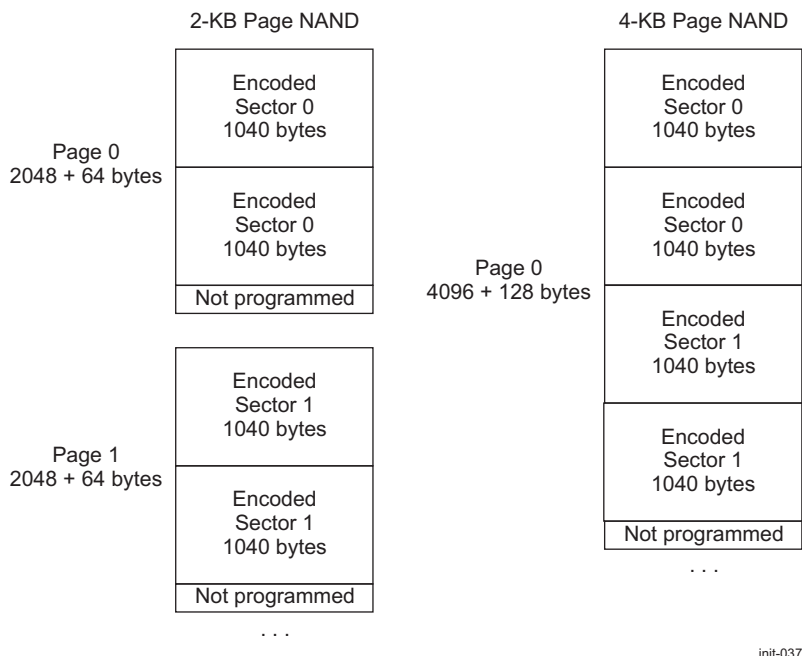 2-KB Page NAND
Page 0
2048 + 64 bytes
Encoded
Sector 0
1040 bytes
Encoded
Sector 0
1040 bytes
Not programmed
Page 1
2048 + 64 bytes
Encoded
Sector 1
1040 bytes
Encoded
Sector 1
1040 bytes
Not programmed
. . .
4-KB Page NAND
Page 0
4096 + 128 bytes
Encoded
Sector 0
1040 bytes
Encoded
Sector 0
1040 bytes
Encoded
Sector 1
1040 bytes
Encoded
Sector 1
1040 bytes
Not programmed
. . .
init-037